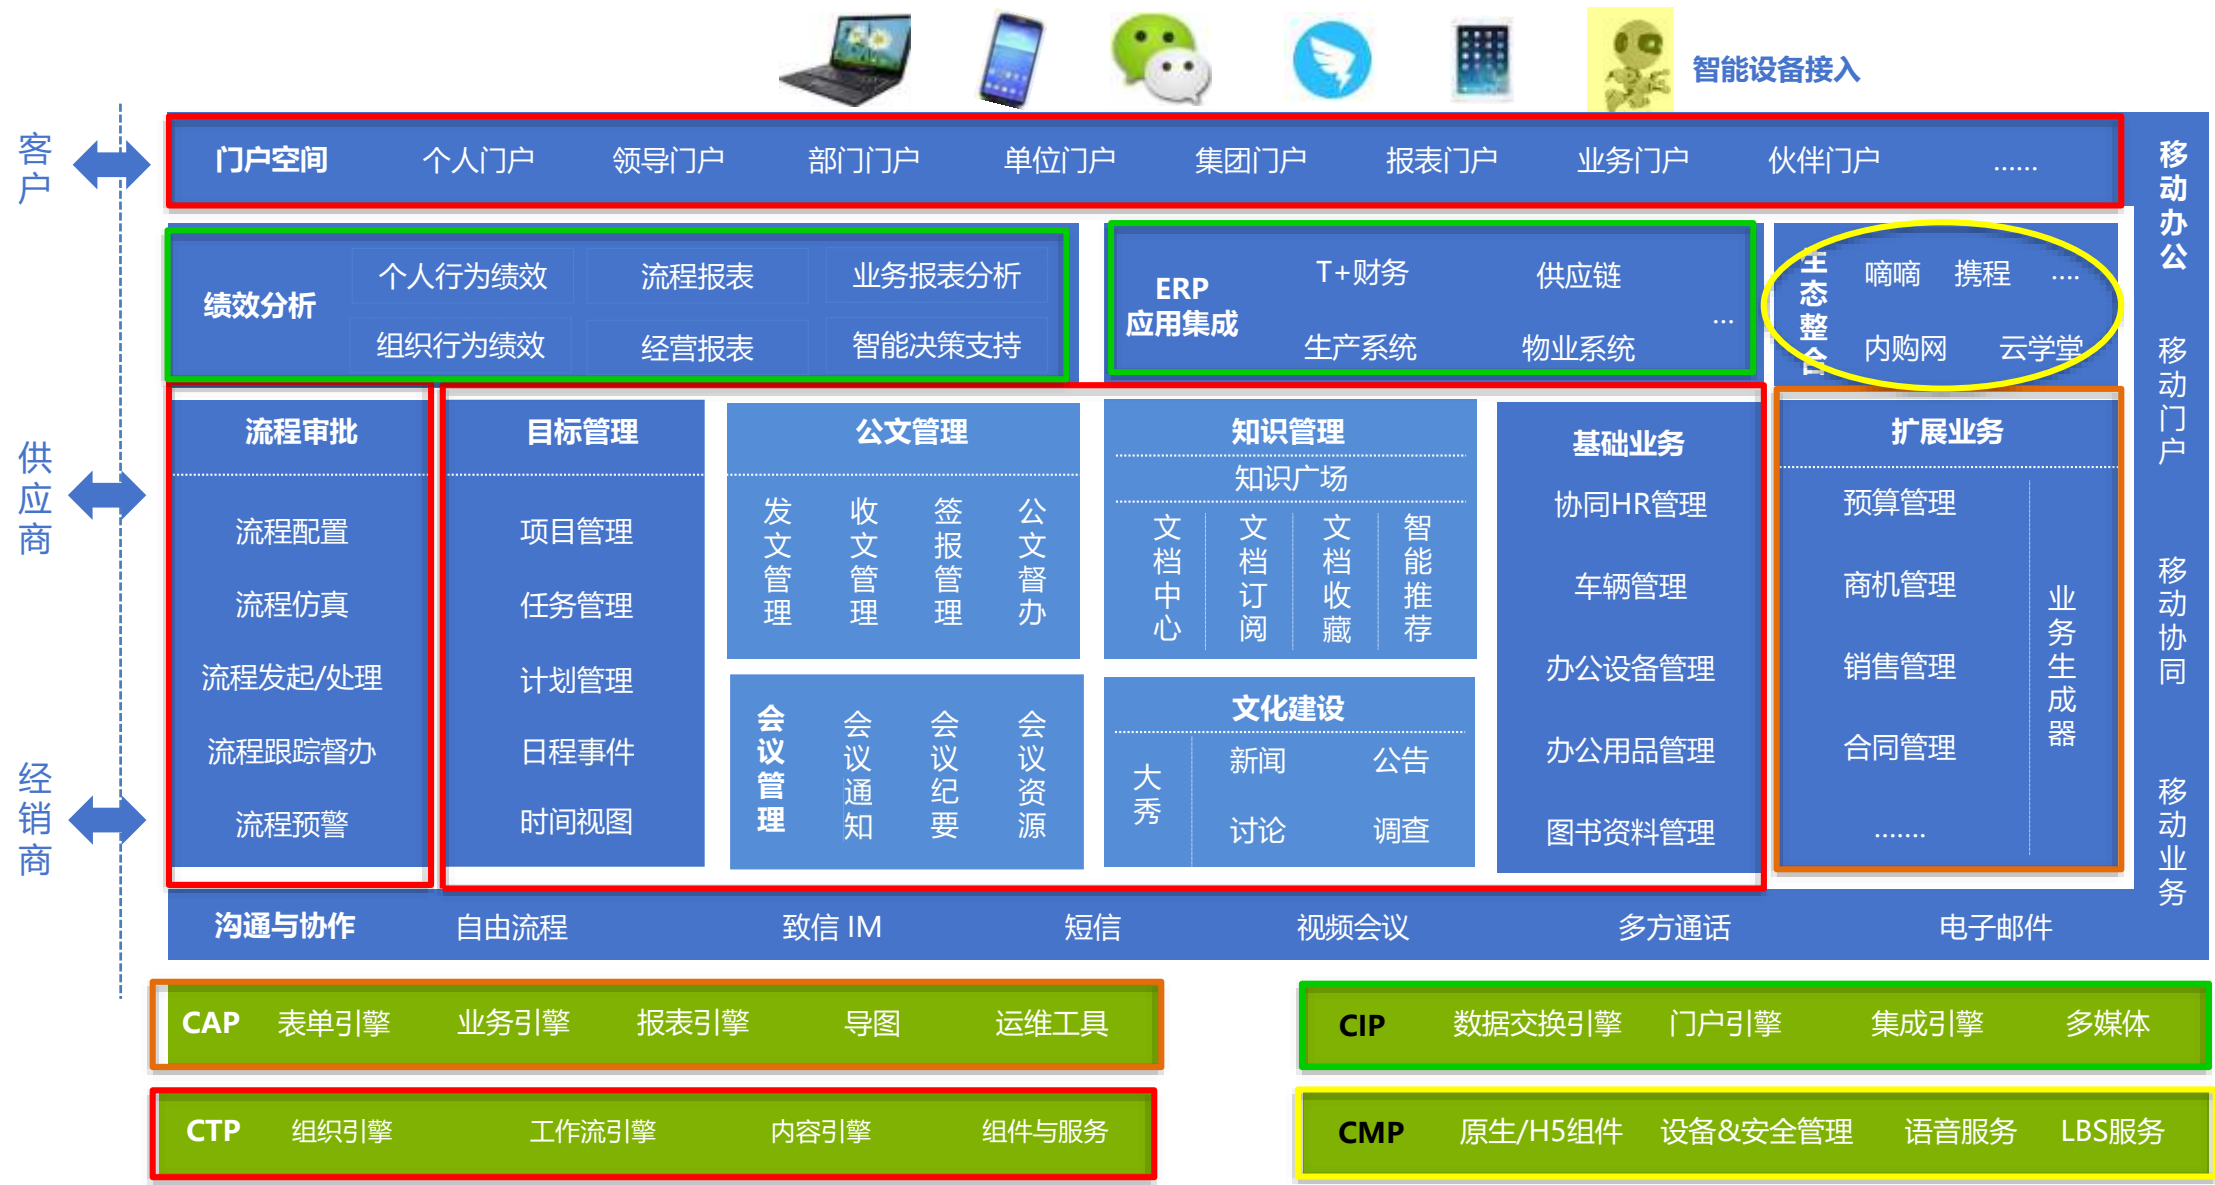 智能设备接入
客户
供应商
经销商
门户空间 个人门户 领导门户 部门门户 单位门户 集团门户 报表门户 业务门户 伙伴门户 ......
移动办公
移动门户
移动协同
移动业务
绩效分析
个人行为绩效 流程报表 业务报表分析
组织行为绩效 经营报表 智能决策支持
ERP
应用集成
T+财务 供应链
生产系统 物业系统
...
生态整合
嘀嘀 携程 ....
内购网 云学堂
流程审批
流程配置
流程仿真
流程发起/处理
流程跟踪督办
流程预警
目标管理
项目管理
任务管理
计划管理
日程事件
时间视图
公文管理
发文管理
收文管理
签报管理
公文督办
会议管理
会议通知
会议纪要
会议资源
知识管理
知识广场
文档中心
文档订阅
文档收藏
智能推荐
文化建设
大秀
新闻 公告
讨论 调查
基础业务
协同HR管理
车辆管理
办公设备管理
办公用品管理
图书资料管理
扩展业务
预算管理
商机管理
销售管理
合同管理
.......
业务生成器
沟通与协作 自由流程 致信 IM 短信 视频会议 多方通话 电子邮件
CAP 表单引擎 业务引擎 报表引擎 导图 运维工具
CIP 数据交换引擎 门户引擎 集成引擎 多媒体
CTP 组织引擎 工作流引擎 内容引擎 组件与服务
CMP 原生/H5组件 设备&安全管理 语音服务 LBS服务